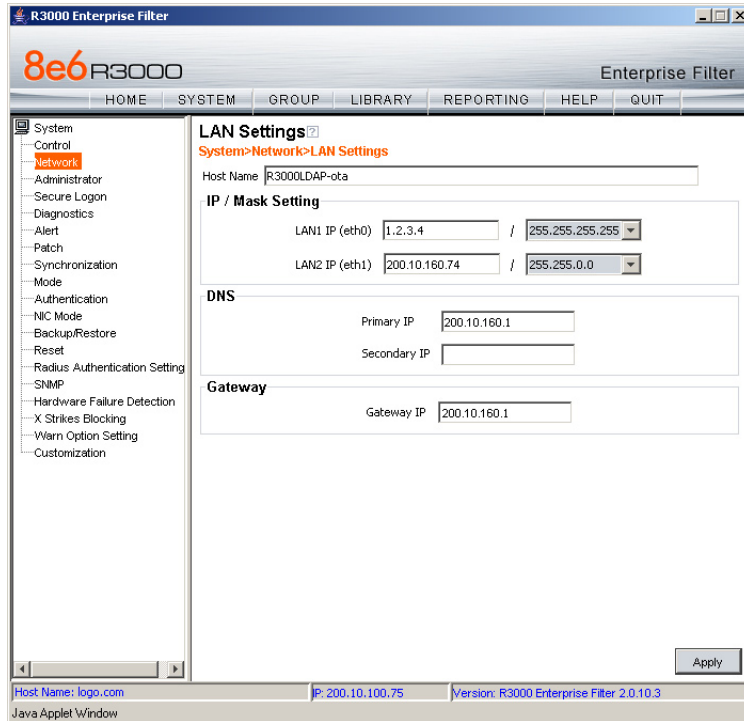 R3000 Enterprise Filter
8e6 R3000
Enterprise Filter
HOME SYSTEM GROUP LIBRARY REPORTING HELP QUIT
System
Control
Network
Administrator
Secure Logon
Diagnostics
Alert
Patch
Synchronization
Mode
Authentication
NIC Mode
Backup/Restore
Reset
Radius Authentication Setting
SNMP
Hardware Failure Detection
X Strikes Blocking
Warn Option Setting
Customization
LAN Settings ?
System>Network>LAN Settings
Host Name R3000LDAP-ota
IP / Mask Setting
LAN1 IP (eth0) 1.2.3.4 / 255.255.255.255
LAN2 IP (eth1) 200.10.160.74 / 255.255.0.0
DNS
Primary IP 200.10.160.1
Secondary IP
Gateway
Gateway IP 200.10.160.1
Apply
Host Name: logo.com IP: 200.10.100.75 Version: R3000 Enterprise Filter 2.0.10.3
Java Applet Window